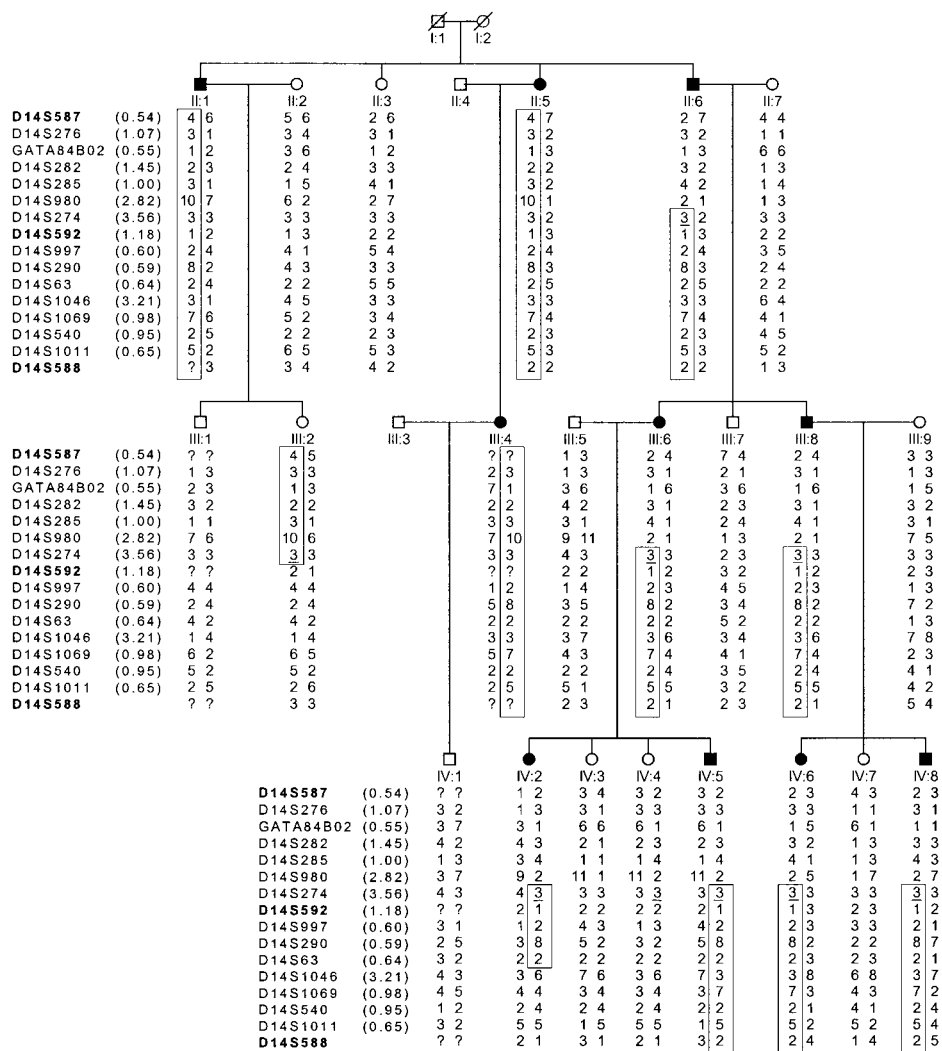 I:1 I:2
II:1 II:2 II:3 II:4 II:5 II:6 II:7
D14S587 (0.54) 4 6 5 6 2 6 4 7 2 7 4 4
D14S276 (1.07) 3 1 3 4 3 1 3 2 3 2 1 1
GATA84B02 (0.55) 1 2 3 6 1 2 1 3 1 3 6 6
D14S282 (1.45) 2 3 2 4 3 3 2 2 3 2 1 3
D14S285 (1.00) 3 1 1 5 4 1 3 2 4 2 1 4
D14S980 (2.82) 10 7 6 2 2 7 10 1 2 1 1 3
D14S274 (3.56) 3 3 3 3 3 3 3 2 3 2 3 3
D14S592 (1.18) 1 2 1 3 2 2 1 3 1 3 2 2
D14S997 (0.60) 2 4 4 1 5 4 2 4 2 4 3 5
D14S290 (0.59) 8 2 4 3 3 3 8 3 8 3 2 4
D14S63 (0.64) 2 4 2 2 5 5 2 5 2 5 2 2
D14S1046 (3.21) 3 1 4 5 3 3 3 3 3 3 6 4
D14S1069 (0.98) 7 6 5 2 3 4 7 4 7 4 4 1
D14S540 (0.95) 2 5 2 2 2 3 2 3 2 3 4 5
D14S1011 (0.65) 5 2 6 5 5 3 5 3 5 3 5 2
D14S588 ? 3 3 4 4 2 2 2 2 2 1 3
III:1 III:2 III:3 III:4 III:5 III:6 III:7 III:8 III:9
D14S587 (0.54) ? ? 4 5 ? ? 1 3 2 4 7 4 2 4 3 3
D14S276 (1.07) 1 3 3 3 2 3 1 3 3 1 2 1 3 1 3 3
GATA84B02 (0.55) 2 3 1 3 7 1 3 6 1 6 3 6 1 6 1 5
D14S282 (1.45) 3 2 2 2 2 2 4 2 3 1 2 3 3 1 3 2
D14S285 (1.00) 1 1 3 1 3 3 3 1 4 1 2 4 4 1 3 1
D14S980 (2.82) 7 6 10 6 7 10 9 11 2 1 1 3 2 1 7 5
D14S274 (3.56) 3 3 3 3 3 3 4 3 3 3 2 3 3 3 3 3
D14S592 (1.18) ? ? 2 1 ? ? 2 2 1 2 3 2 1 2 2 3
D14S997 (0.60) 4 4 4 4 1 2 1 4 2 3 4 5 2 3 1 3
D14S290 (0.59) 2 4 2 4 5 8 3 5 8 2 3 4 8 2 7 2
D14S63 (0.64) 4 2 4 2 2 2 2 2 2 2 5 2 2 2 1 3
D14S1046 (3.21) 1 4 1 4 3 3 3 7 3 6 3 4 3 6 7 8
D14S1069 (0.98) 6 2 6 5 5 7 4 3 7 4 4 1 7 4 2 3
D14S540 (0.95) 5 2 5 2 2 2 2 2 2 4 3 5 2 4 4 1
D14S1011 (0.65) 2 5 2 6 2 5 5 1 5 5 3 2 5 5 4 2
D14S588 ? ? 3 3 ? ? 2 3 2 1 2 3 2 1 5 4
IV:1 IV:2 IV:3 IV:4 IV:5 IV:6 IV:7 IV:8
D14S587 (0.54) ? ? 1 2 3 4 3 2 3 2 2 3 4 3 2 3
D14S276 (1.07) 3 2 1 3 1 1 3 1 3 3 3 3 1 1 3 1
GATA84B02 (0.55) 3 7 3 1 6 6 6 1 6 1 1 5 6 1 1 1
D14S282 (1.45) 4 2 4 3 2 1 2 3 2 3 3 2 1 2 3 3
D14S285 (1.00) 1 3 3 4 1 1 1 4 1 4 4 1 1 3 4 3
D14S980 (2.82) 3 7 9 2 11 1 11 2 11 2 2 5 1 7 2 7
D14S274 (3.56) 4 3 4 3 3 3 3 3 3 3 3 3 3 3 3 3
D14S592 (1.18) ? ? 2 1 2 2 2 2 2 1 1 3 2 3 1 2
D14S997 (0.60) 3 1 1 2 4 3 1 3 4 2 2 3 3 3 2 1
D14S290 (0.59) 2 5 3 8 5 2 3 2 5 8 8 2 2 2 8 7
D14S63 (0.64) 3 2 2 2 2 2 2 2 2 2 2 3 2 3 2 1
D14S1046 (3.21) 4 3 3 6 7 6 3 6 7 3 3 8 6 8 3 7
D14S1069 (0.98) 4 5 4 4 3 4 4 4 3 7 7 3 4 3 7 2
D14S540 (0.95) 1 2 2 4 2 4 2 4 2 2 2 1 4 1 2 4
D14S1011 (0.65) 3 2 5 5 1 5 5 5 1 5 5 2 5 2 5 4
D14S588 ? ? 2 1 3 1 2 1 3 2 2 4 1 4 2 5